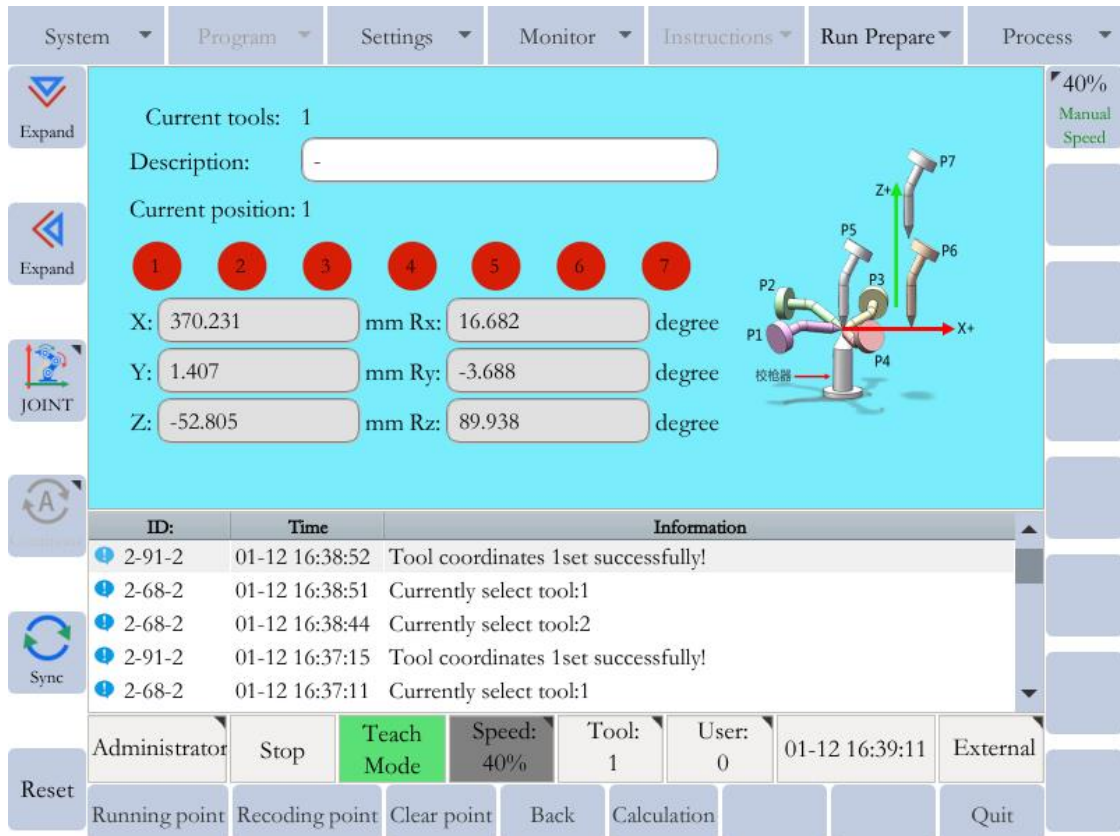 System Program Settings Monitor Instructions Run Prepare Process
Expand
40%
Manual
Speed
Current tools: 1
Description: -
Current position: 1
Expand
1 2 3 4 5 6 7
X: 370.231 mm Rx: 16.682 degree
Y: 1.407 mm Ry: -3.688 degree
Z: -52.805 mm Rz: 89.938 degree
P7
Z+
P5
P6
P2
P3
P1
X+
P4
校枪器
JOINT
A
ID: Time Information
2-91-2 01-12 16:38:52 Tool coordinates 1set successfully!
2-68-2 01-12 16:38:51 Currently select tool:1
2-68-2 01-12 16:38:44 Currently select tool:2
2-91-2 01-12 16:37:15 Tool coordinates 1set successfully!
2-68-2 01-12 16:37:11 Currently select tool:1
Sync
Administrator Stop Teach Mode Speed: 40% Tool: 1 User: 0 01-12 16:39:11 External
Reset
Running point Recoding point Clear point Back Calculation Quit